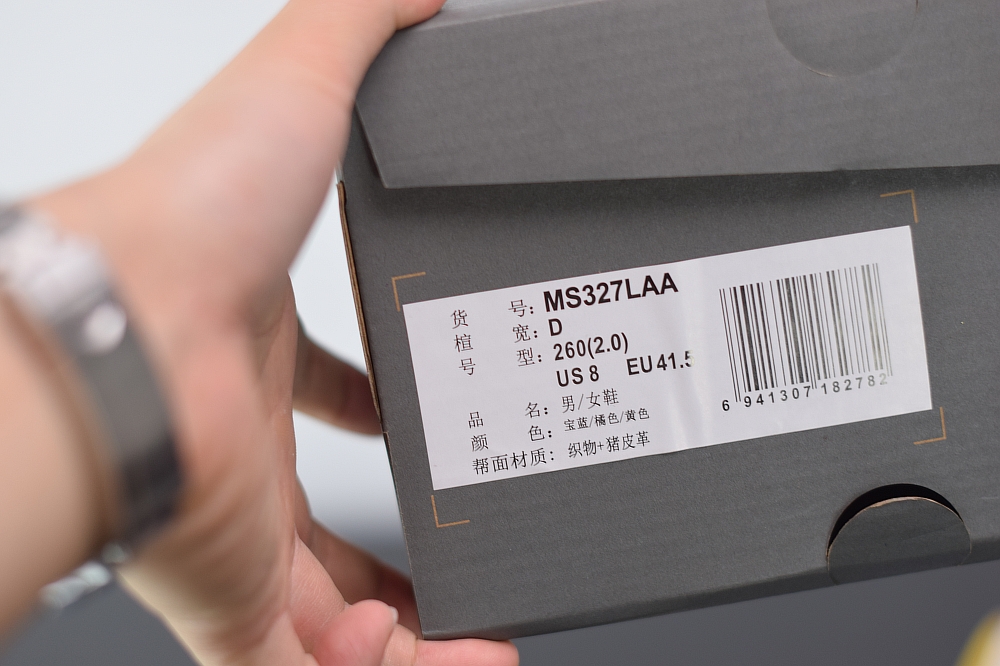 货 号: MS327LAA
楦 宽: D
号 型: 260(2.0)
US 8 EU 41.5
品 名: 男/女鞋
颜 色: 宝蓝/橘色/黄色
帮面材质: 织物+猪皮革
6 941307 182782